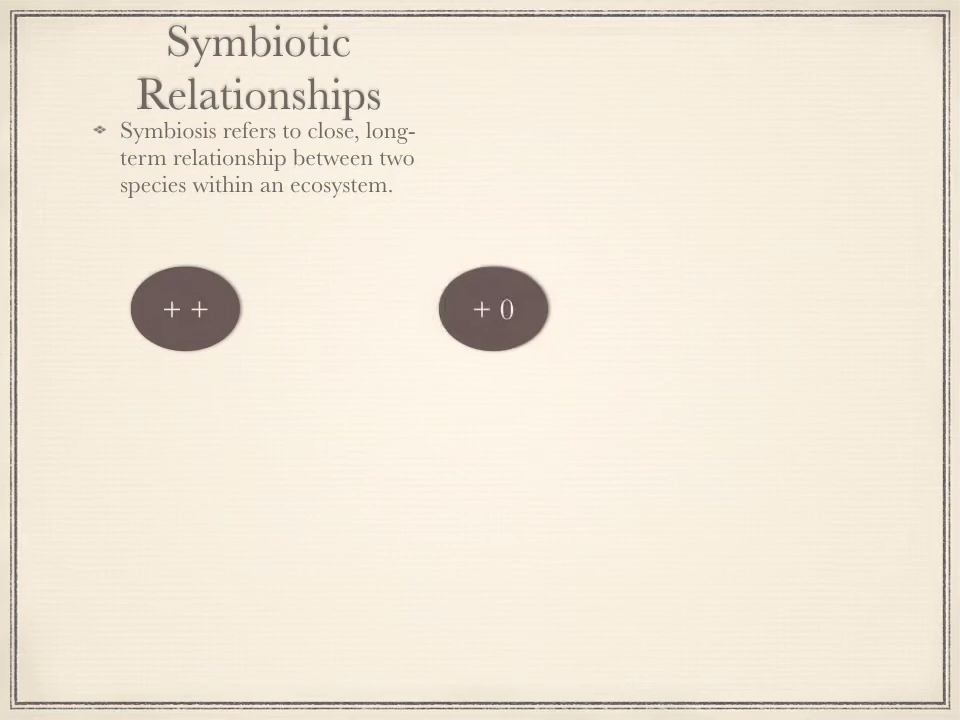 Symbiotic
Relationships
Symbiosis refers to close, long-
term relationship between two
species within an ecosystem.
+ +
+ 0